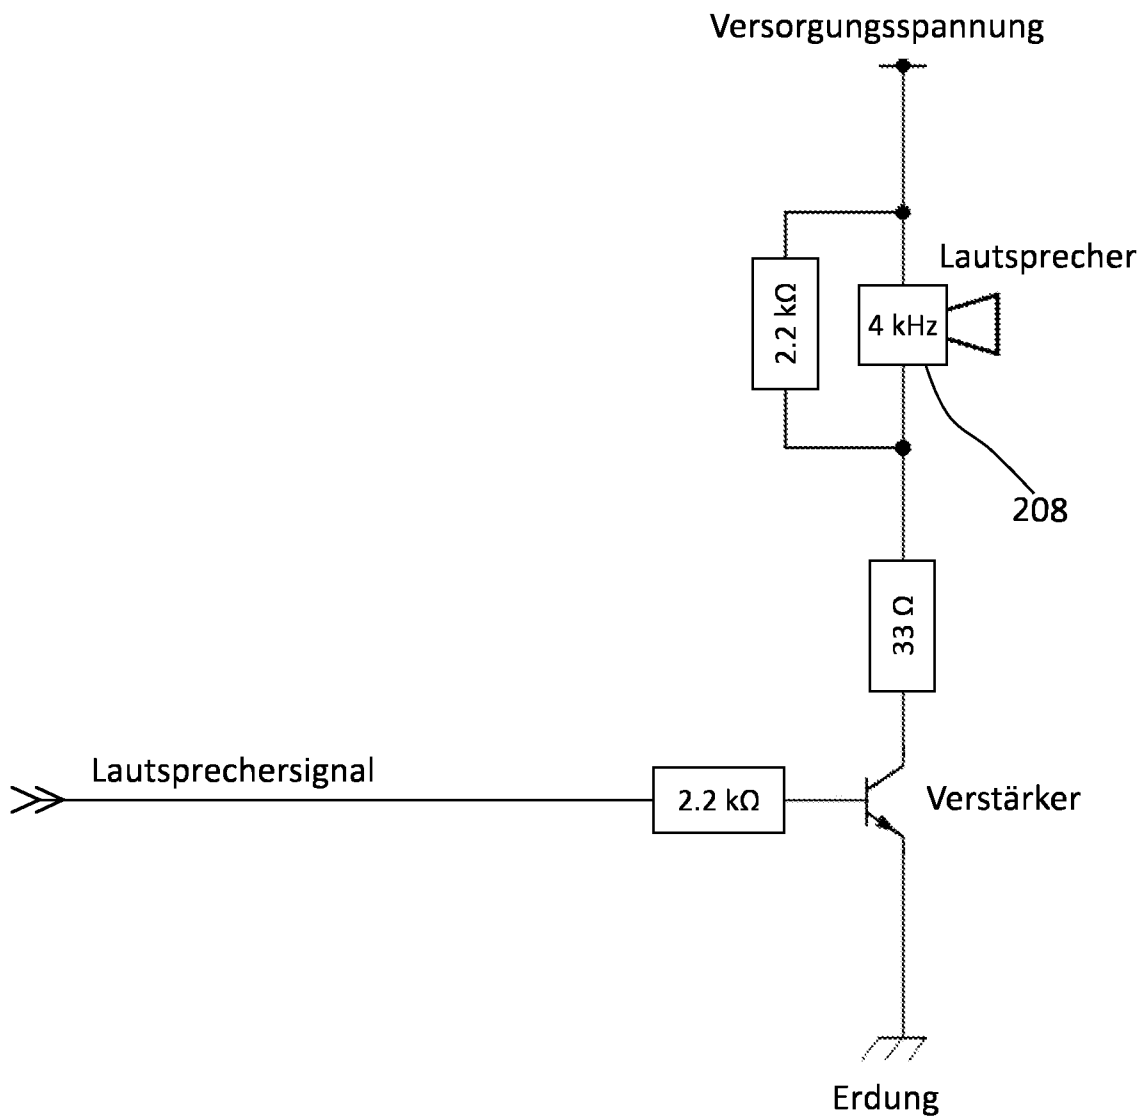 Versorgungsspannung
Lautsprecher
2.2 kΩ
4 kHz
208
33 Ω
Lautsprechersignal
2.2 kΩ
Verstärker
Erdung